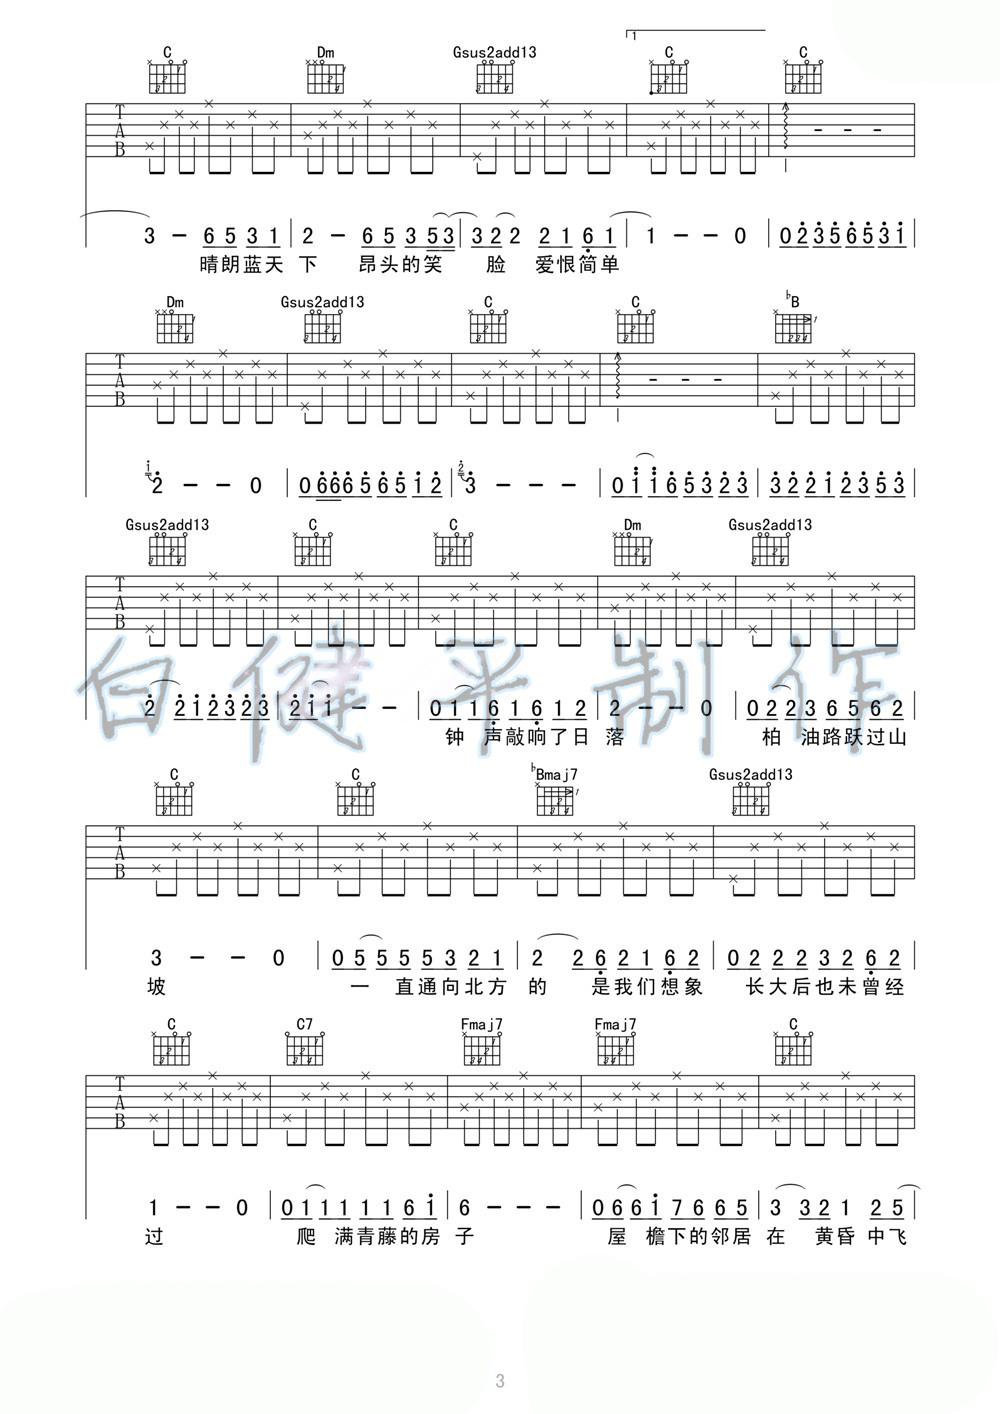 1
C Dm Gsus2add13 C C
T A B
3 - 6 5 3 1 | 2 - 6 5 3 5 3 | 3 2 2 2 1 6 1 | 1 - - 0 | 0 2 3 5 6 5 3 1
晴朗蓝天 下 昂头的笑 脸 爱恨简单
Dm Gsus2add13 C C ♭B
T A B
1 2 - - 0 | 0 6 6 6 5 6 5 1 2 | 2 3 - - - | 0 1 1 6 5 3 2 3 | 3 2 2 1 2 3 5 3
Gsus2add13 C C Dm Gsus2add13
T A B
白健平制作
2 2 1 2 3 2 3 | 2 1 1 - - | 0 1 1 6 1 6 1 2 | 2 - - 0 | 0 2 2 3 6 5 6 2
钟 声敲响了日 落 柏 油路跃过山
C C ♭Bmaj7 Gsus2add13
T A B
3 - - 0 | 0 5 5 5 5 3 2 1 | 2 2 6 2 1 6 2 | 0 2 2 2 3 2 6 2
坡 一 直通向北方 的 是我们想象 长大后也未曾经
C C7 Fmaj7 Fmaj7 C
T A B
1 - - 0 | 0 1 1 1 1 1 6 1 | 6 - - - | 0 6 6 1 7 6 6 5 | 3 3 2 1 2 5
过 爬 满青藤的房 子 屋 檐下的邻居 在 黄昏中飞
3